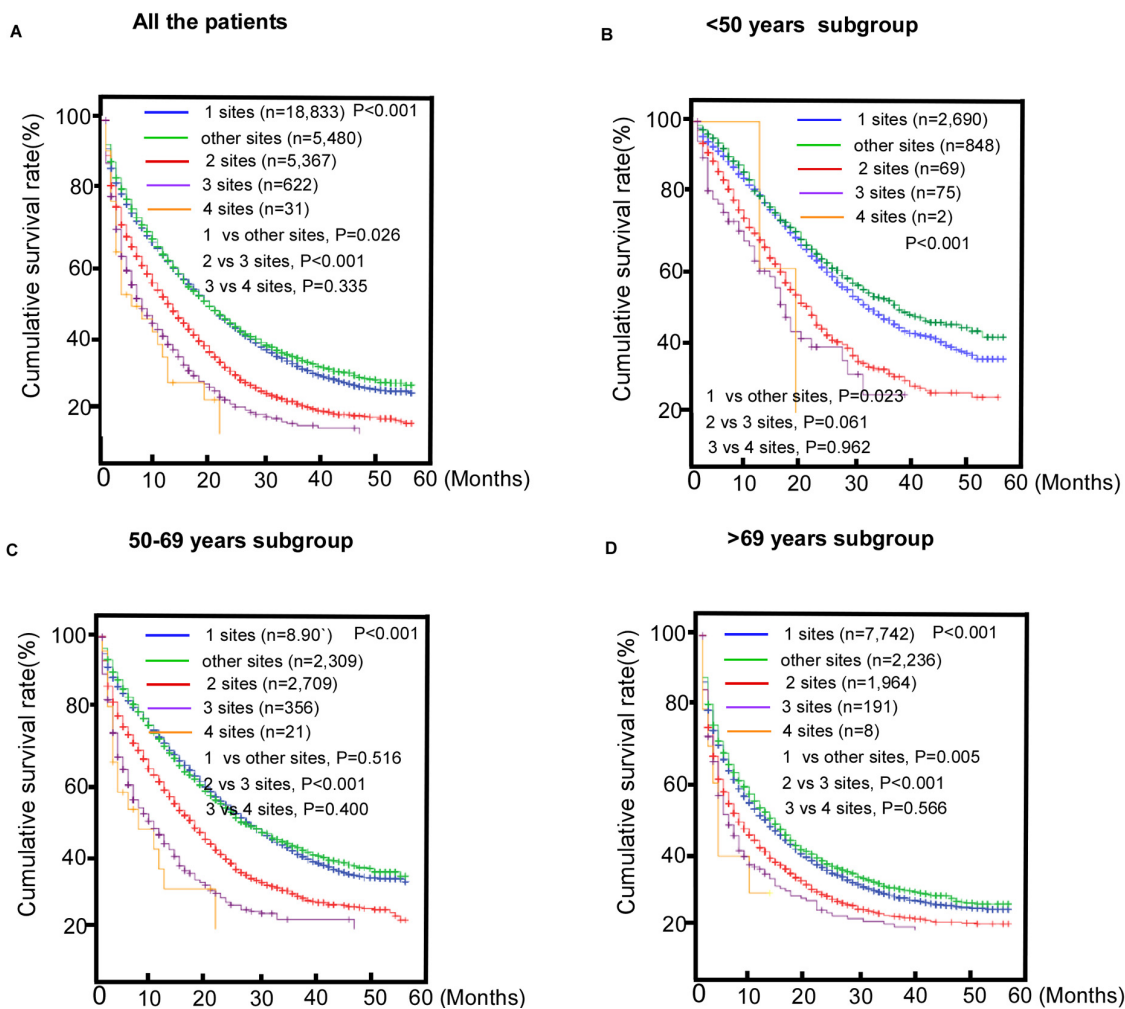 A
All the patients
Cumulative survival rate(%)
100
80
60
40
20
1 sites (n=18,833) P<0.001
other sites (n=5,480)
2 sites (n=5,367)
3 sites (n=622)
4 sites (n=31)
1 vs other sites, P=0.026
2 vs 3 sites, P<0.001
3 vs 4 sites, P=0.335
0 10 20 30 40 50 60 (Months)
B
<50 years subgroup
Cumulative survival rate(%)
100
80
60
40
20
1 sites (n=2,690)
other sites (n=848)
2 sites (n=69)
3 sites (n=75)
4 sites (n=2)
P<0.001
1 vs other sites, P=0.023
2 vs 3 sites, P=0.061
3 vs 4 sites, P=0.962
0 10 20 30 40 50 60 (Months)
C
50-69 years subgroup
Cumulative survival rate(%)
100
80
60
40
20
1 sites (n=8.90`) P<0.001
other sites (n=2,309)
2 sites (n=2,709)
3 sites (n=356)
4 sites (n=21)
1 vs other sites, P=0.516
2 vs 3 sites, P<0.001
3 vs 4 sites, P=0.400
0 10 20 30 40 50 60 (Months)
D
>69 years subgroup
Cumulative survival rate(%)
100
80
60
40
20
1 sites (n=7,742) P<0.001
other sites (n=2,236)
2 sites (n=1,964)
3 sites (n=191)
4 sites (n=8)
1 vs other sites, P=0.005
2 vs 3 sites, P<0.001
3 vs 4 sites, P=0.566
0 10 20 30 40 50 60 (Months)